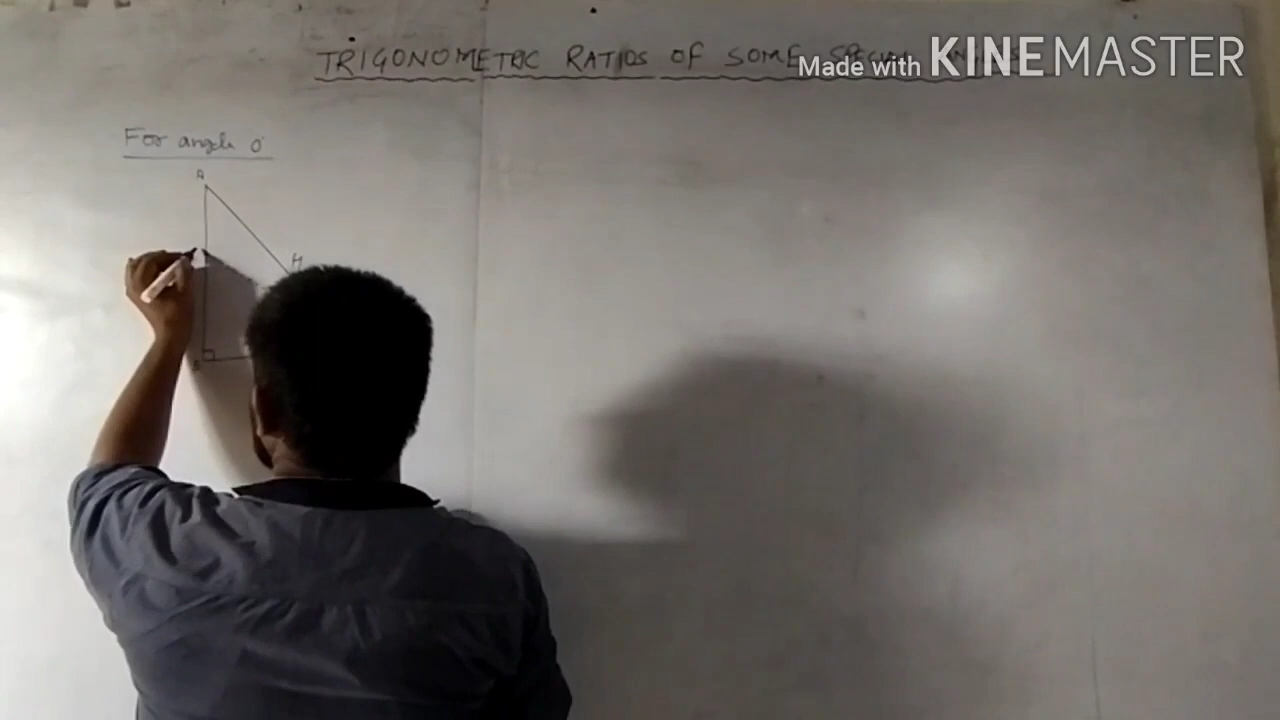 TRIGONOMETRIC RATIOS OF SOME
Made with KINEMASTER
For angle 0°
A
H